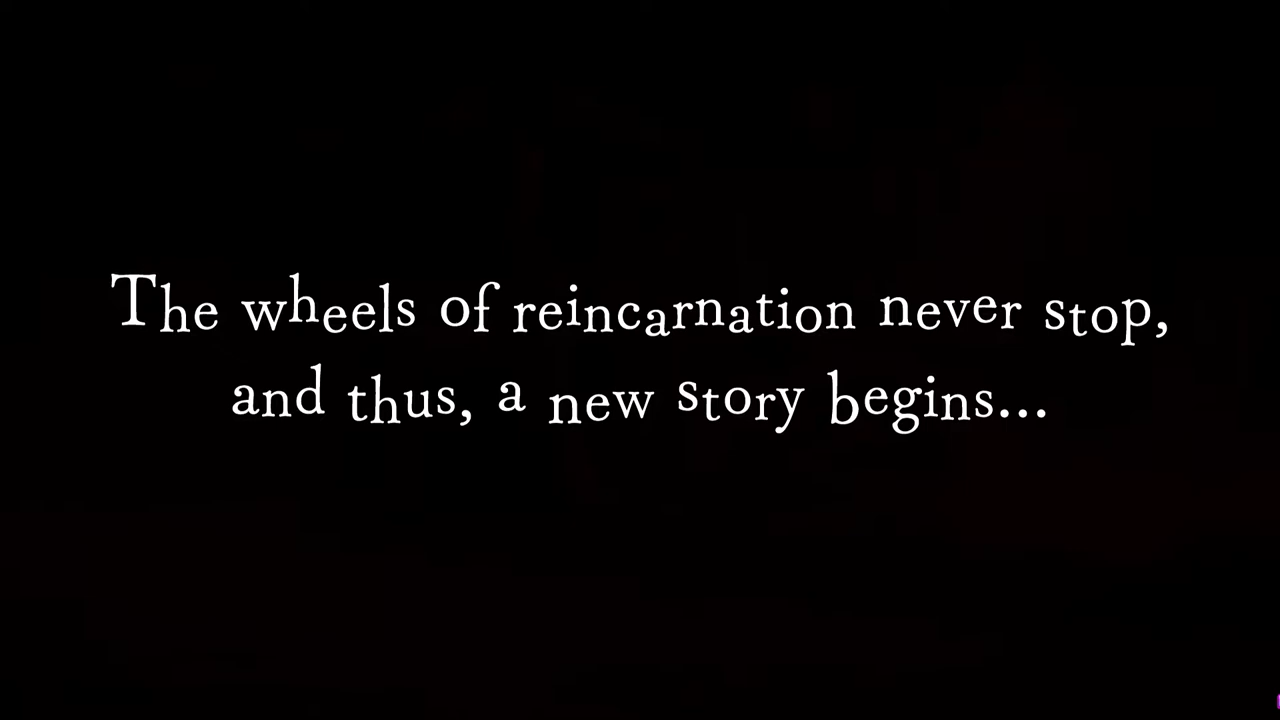 The wheels of reincarnation never stop,
and thus, a new story begins...